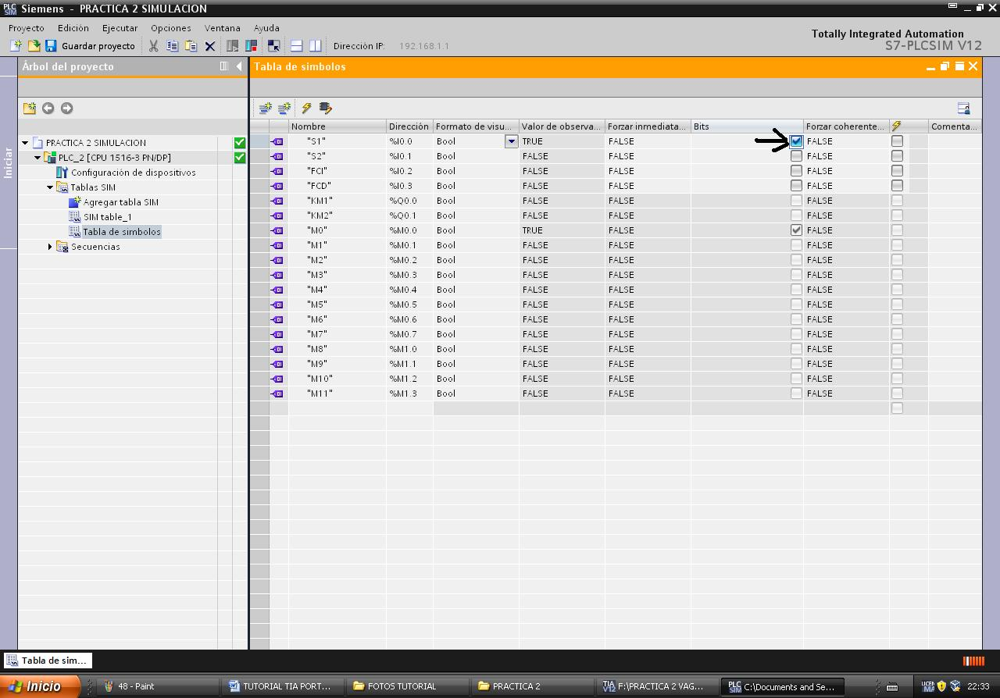 PLC SIM Siemens - PRACTICA 2 SIMULACION
Proyecto Edición Ejecutar Opciones Ventana Ayuda
Totally Integrated Automation
S7-PLCSIM V12
Guardar proyecto Dirección IP: 192.168.1.1
Árbol del proyecto
Tabla de simbolos
Iniciar
PRACTICA 2 SIMULACION
PLC_2 [CPU 1516-3 PN/DP]
Configuración de dispositivos
Tablas SIM
Agregar tabla SIM
SIM table_1
Tabla de simbolos
Secuencias
Nombre Dirección Formato de visu... Valor de observa... Forzar inmediata... Bits Forzar coherente... Comenta...
"S1" %I0.0 Bool TRUE FALSE FALSE
"S2" %I0.1 Bool FALSE FALSE FALSE
"FCI" %I0.2 Bool FALSE FALSE FALSE
"FCD" %I0.3 Bool FALSE FALSE FALSE
"KM1" %Q0.0 Bool FALSE FALSE FALSE
"KM2" %Q0.1 Bool FALSE FALSE FALSE
"M0" %M0.0 Bool TRUE FALSE FALSE
"M1" %M0.1 Bool FALSE FALSE FALSE
"M2" %M0.2 Bool FALSE FALSE FALSE
"M3" %M0.3 Bool FALSE FALSE FALSE
"M4" %M0.4 Bool FALSE FALSE FALSE
"M5" %M0.5 Bool FALSE FALSE FALSE
"M6" %M0.6 Bool FALSE FALSE FALSE
"M7" %M0.7 Bool FALSE FALSE FALSE
"M8" %M1.0 Bool FALSE FALSE FALSE
"M9" %M1.1 Bool FALSE FALSE FALSE
"M10" %M1.2 Bool FALSE FALSE FALSE
"M11" %M1.3 Bool FALSE FALSE FALSE
Tabla de sim...
Inicio 48 - Paint TUTORIAL TIA PORT... FOTOS TUTORIAL PRACTICA 2 TIA V12 F:\PRACTICA 2 VAG... PLC SIM C:\Documents and Se... 22:33